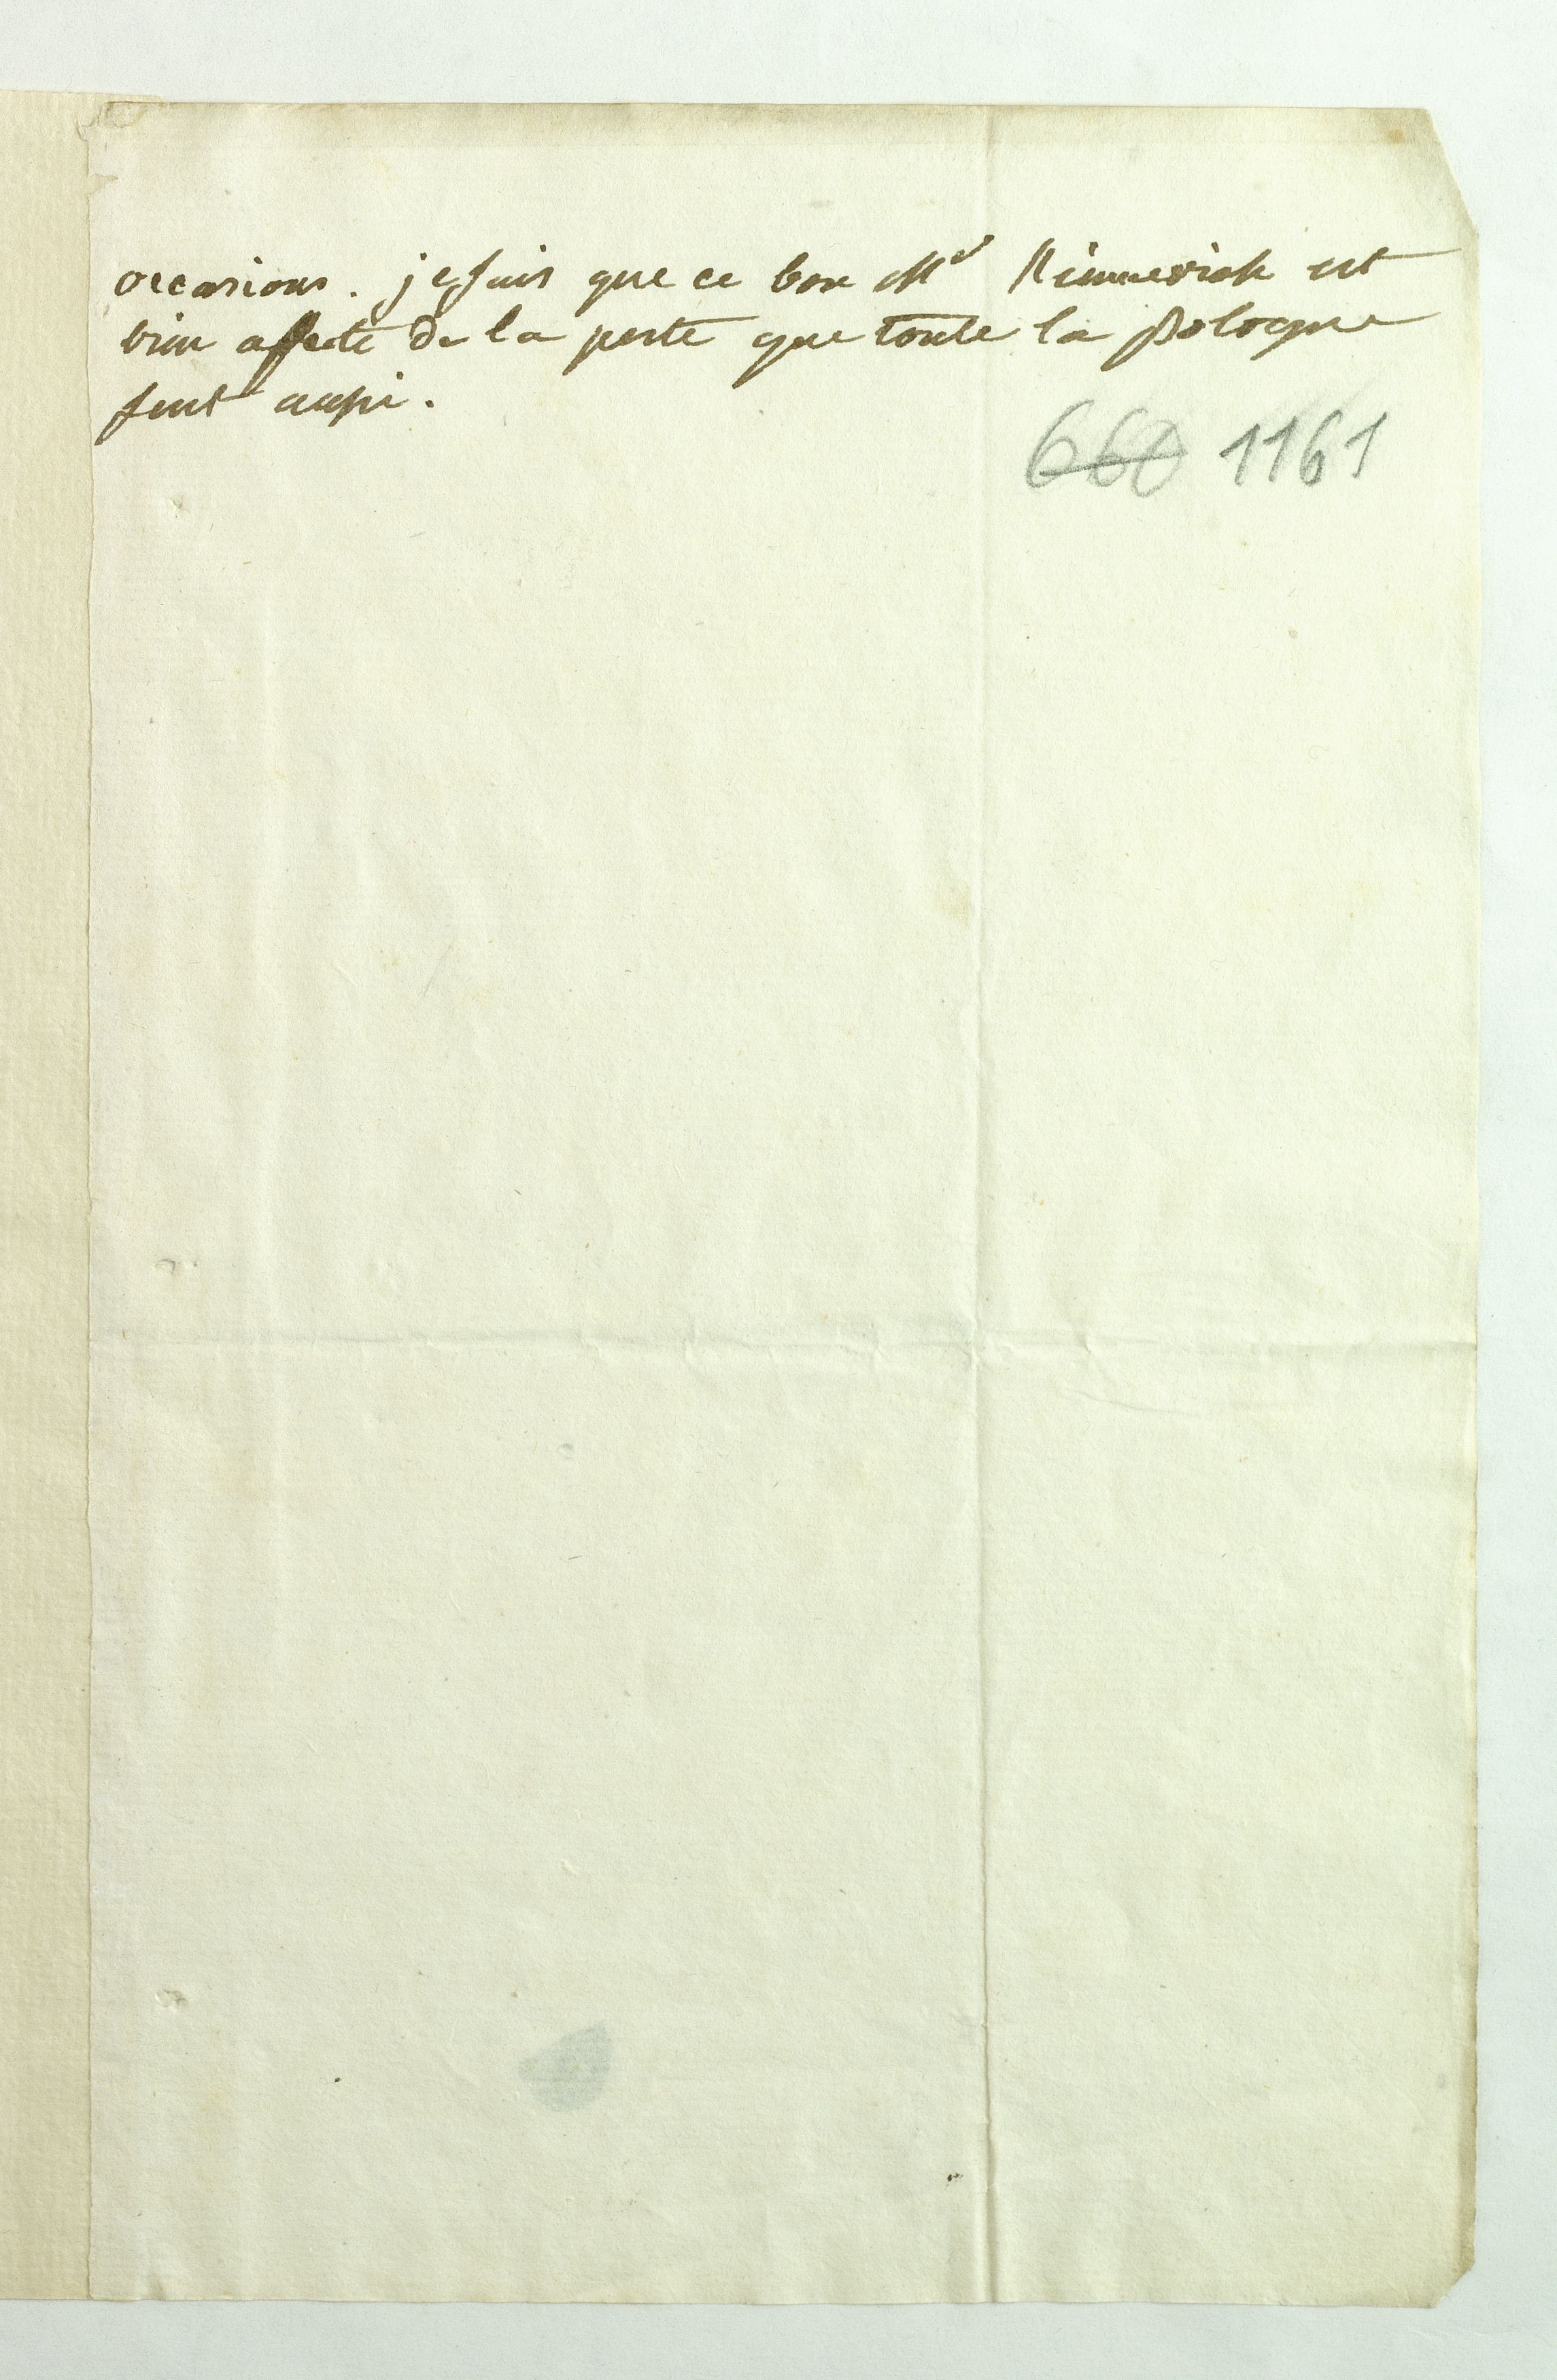 occasions. je sais que ce bon Mr est
bien affecté de la perte que toute la Pologne
sent aussi.
660 1161